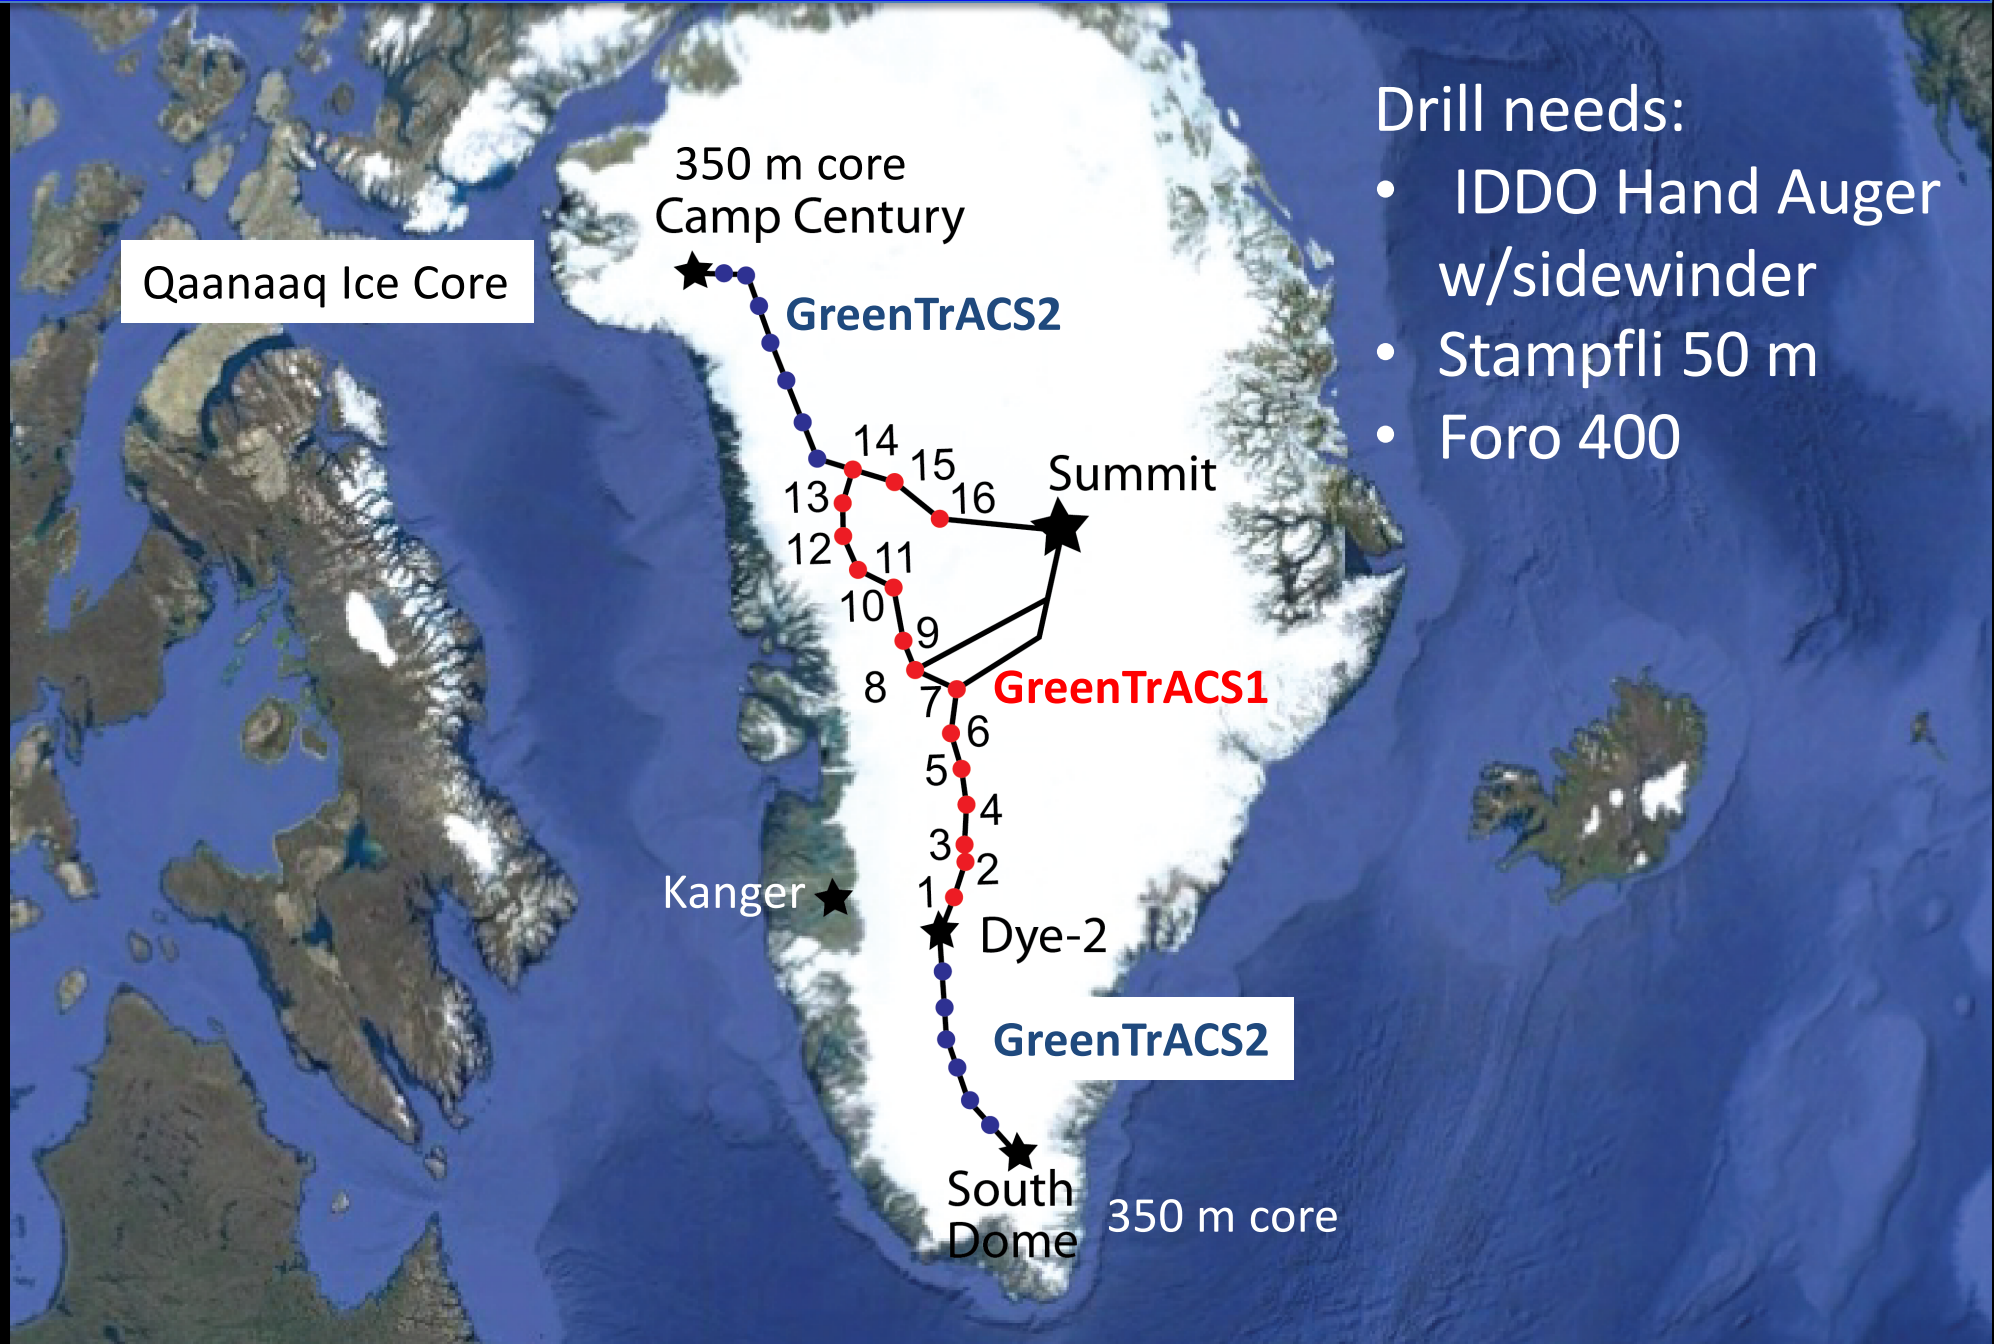 Drill needs:
• IDDO Hand Auger
w/sidewinder
• Stampfli 50 m
• Foro 400
350 m core
Camp Century
Qaanaaq Ice Core
GreenTrACS2
14
15
16
Summit
13
12
11
10
9
8
7
GreenTrACS1
6
5
4
3
2
1
Kanger
Dye-2
GreenTrACS2
South
Dome
350 m core